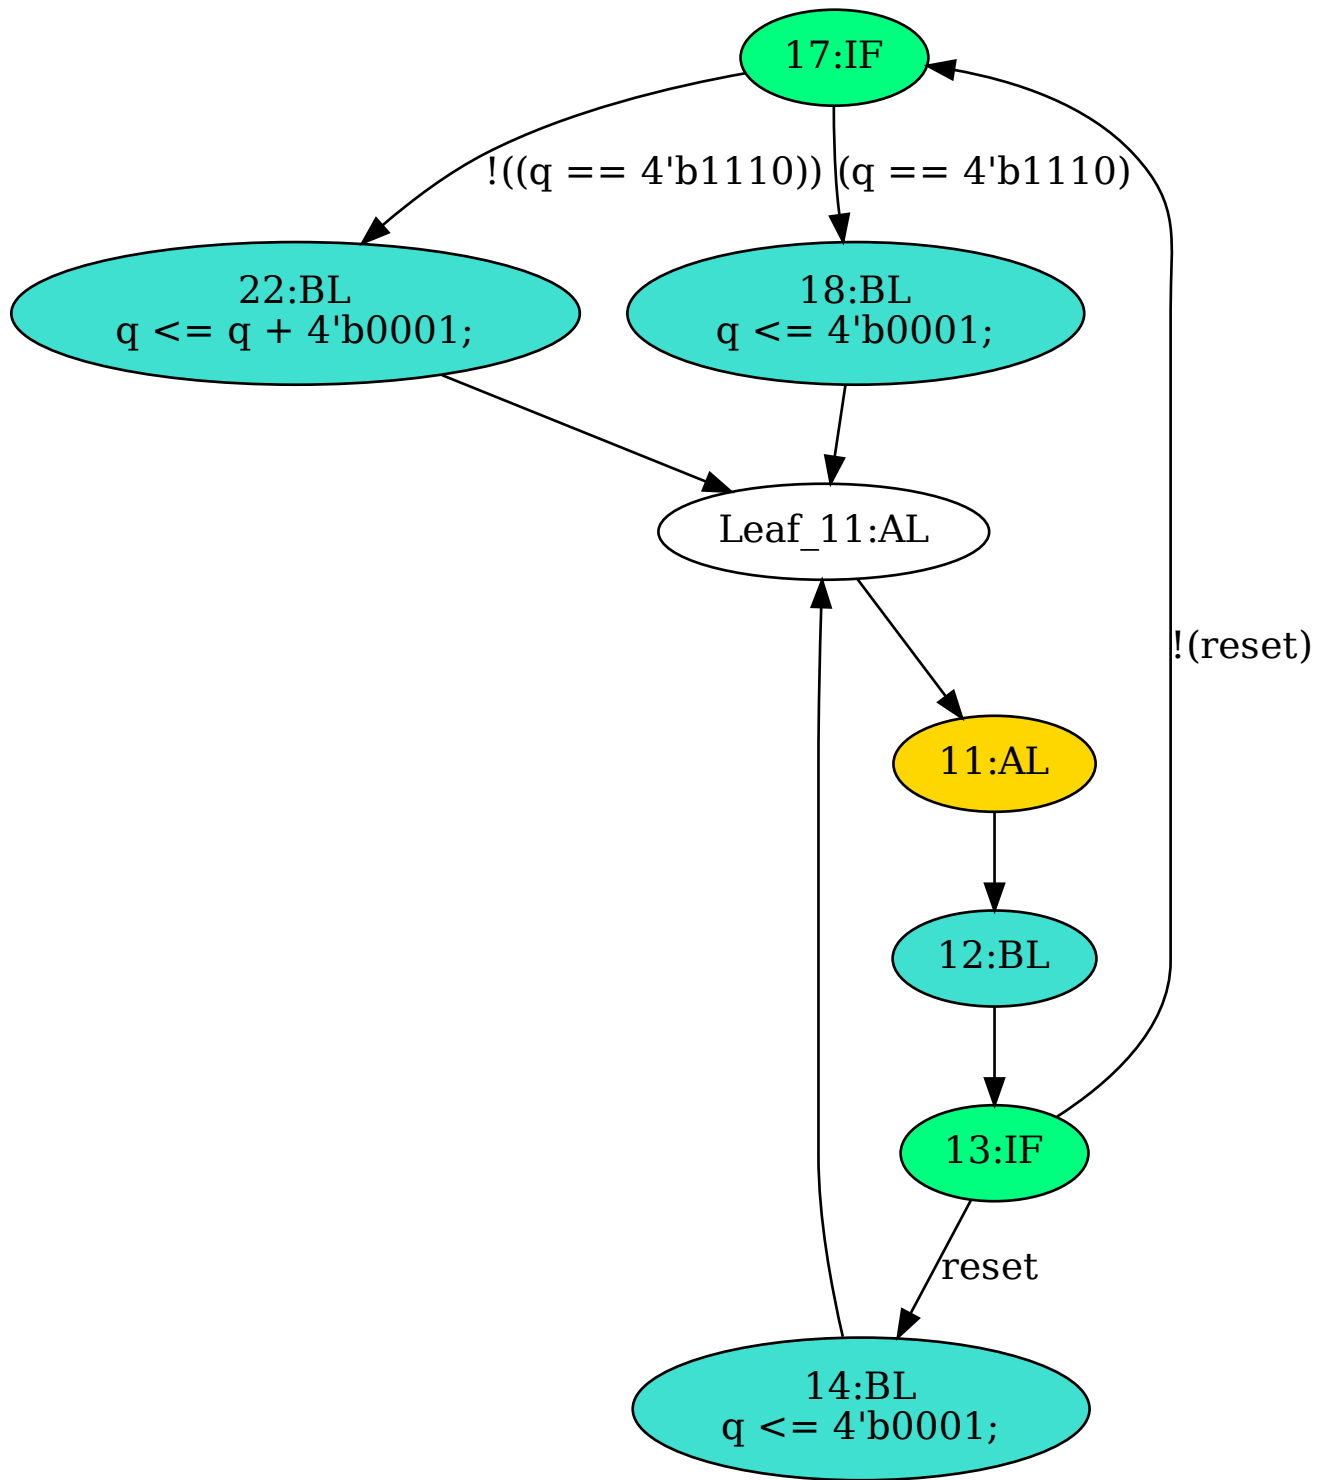 17:IF
!((q == 4'b1110))
(q == 4'b1110)
22:BL
q <= q + 4'b0001;
18:BL
q <= 4'b0001;
Leaf_11:AL
!(reset)
11:AL
12:BL
13:IF
reset
14:BL
q <= 4'b0001;